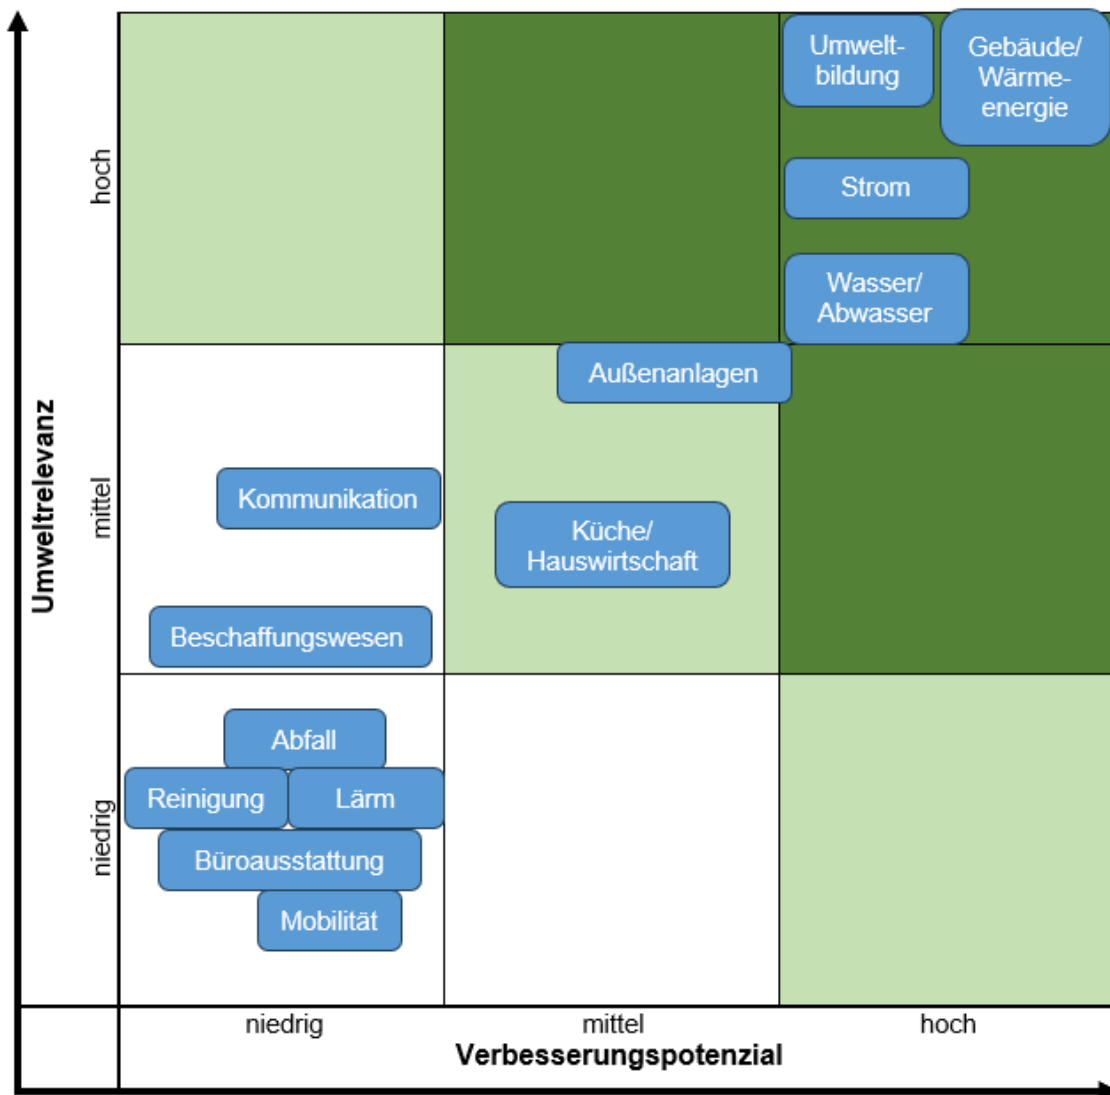 Umwelt-
bildung
Gebäude/
Wärme-
energie
hoch
Strom
Wasser/
Abwasser
Außenanlagen
Umweltrelevanz
mittel
Kommunikation
Küche/
Hauswirtschaft
Beschaffungswesen
Abfall
niedrig
Reinigung
Lärm
Büroausstattung
Mobilität
niedrig
mittel
hoch
Verbesserungspotenzial